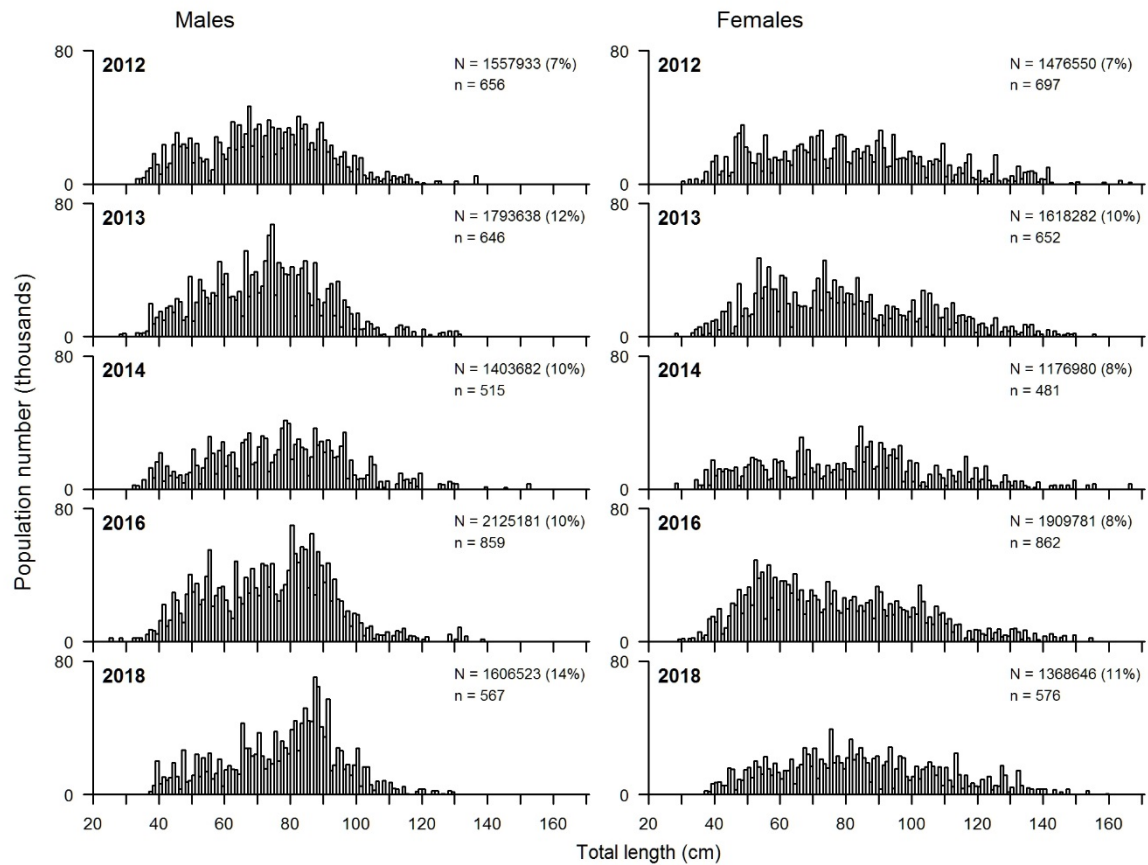 Males
Females
Population number (thousands)
80
2012
N = 1557933 (7%)
n = 656
0
80
2012
N = 1476550 (7%)
n = 697
0
80
2013
N = 1793638 (12%)
n = 646
0
80
2013
N = 1618282 (10%)
n = 652
0
80
2014
N = 1403682 (10%)
n = 515
0
80
2014
N = 1176980 (8%)
n = 481
0
80
2016
N = 2125181 (10%)
n = 859
0
80
2016
N = 1909781 (8%)
n = 862
0
80
2018
N = 1606523 (14%)
n = 567
0
80
2018
N = 1368646 (11%)
n = 576
0
20 40 60 80 100 120 140 160
20 40 60 80 100 120 140 160
Total length (cm)